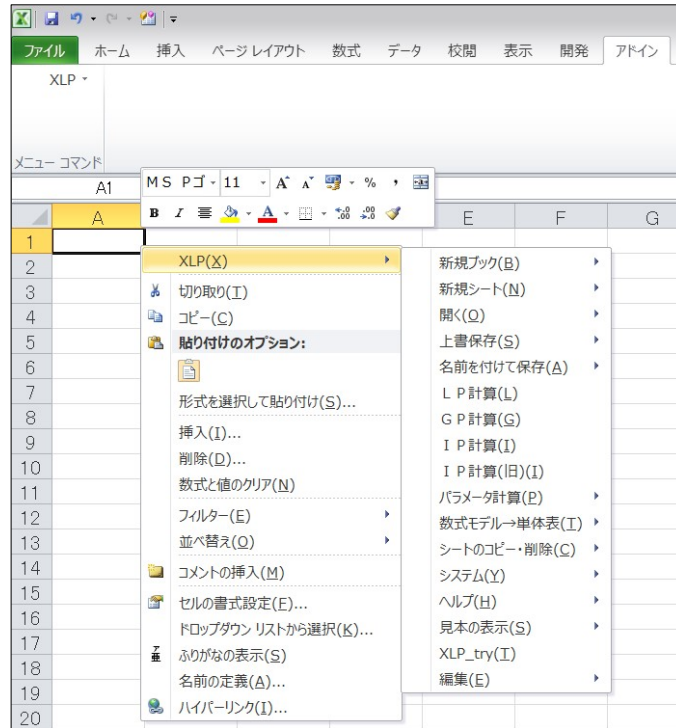 ファイル ホーム 挿入 ページ レイアウト 数式 データ 校閲 表示 開発 アドイン
XLP
メニュー コマンド
A1
MS Pゴ 11 A A % ,
B I A .00 .00
A E F G
1
2
3
4
5
6
7
8
9
10
11
12
13
14
15
16
17
18
19
20
XLP(X)
切り取り(T)
コピー(C)
貼り付けのオプション:
形式を選択して貼り付け(S)...
挿入(I)...
削除(D)...
数式と値のクリア(N)
フィルター(E)
並べ替え(O)
コメントの挿入(M)
セルの書式設定(F)...
ドロップダウン リストから選択(K)...
ふりがなの表示(S)
名前の定義(A)...
ハイパーリンク(I)...
新規ブック(B)
新規シート(N)
開く(O)
上書保存(S)
名前を付けて保存(A)
ＬＰ計算(L)
ＧＰ計算(G)
ＩＰ計算(I)
ＩＰ計算(旧)(I)
パラメータ計算(P)
数式モデル→単体表(T)
シートのコピー・削除(C)
システム(Y)
ヘルプ(H)
見本の表示(S)
XLP_try(T)
編集(E)